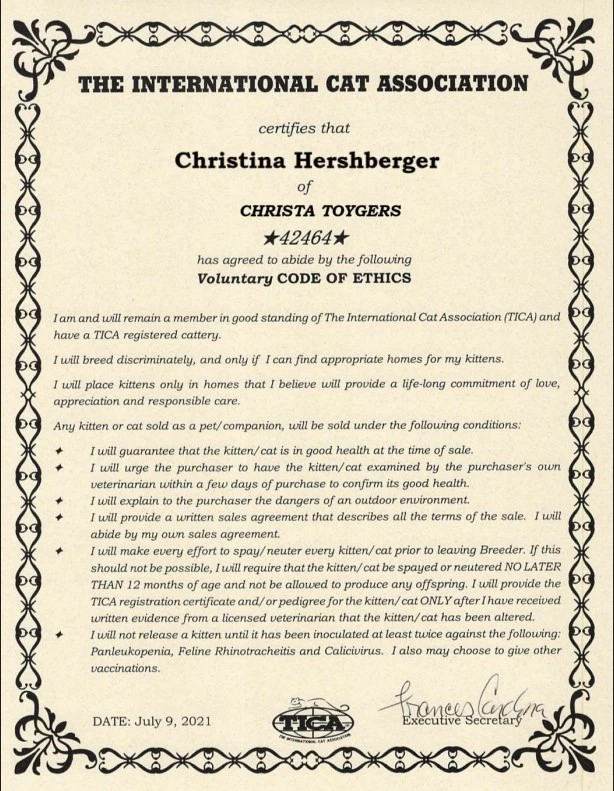 THE INTERNATIONAL CAT ASSOCIATION
certifies that
Christina Hershberger
of
CHRISTA TOYGERS
★42464★
has agreed to abide by the following
Voluntary CODE OF ETHICS
I am and will remain a member in good standing of The International Cat Association (TICA) and
have a TICA registered cattery.
I will breed discriminately, and only if I can find appropriate homes for my kittens.
I will place kittens only in homes that I believe will provide a life-long commitment of love,
appreciation and responsible care.
Any kitten or cat sold as a pet/companion, will be sold under the following conditions:
✦ I will guarantee that the kitten/cat is in good health at the time of sale.
✦ I will urge the purchaser to have the kitten/cat examined by the purchaser's own
veterinarian within a few days of purchase to confirm its good health.
✦ I will explain to the purchaser the dangers of an outdoor environment.
✦ I will provide a written sales agreement that describes all the terms of the sale. I will
abide by my own sales agreement.
✦ I will make every effort to spay/neuter every kitten/cat prior to leaving Breeder. If this
should not be possible, I will require that the kitten/cat be spayed or neutered NO LATER
THAN 12 months of age and not be allowed to produce any offspring. I will provide the
TICA registration certificate and/or pedigree for the kitten/cat ONLY after I have received
written evidence from a licensed veterinarian that the kitten/cat has been altered.
✦ I will not release a kitten until it has been inoculated at least twice against the following:
Panleukopenia, Feline Rhinotracheitis and Calicivirus. I also may choose to give other
vaccinations.
Frances Cardona
DATE: July 9, 2021
TICA
THE INTERNATIONAL CAT ASSOCIATION
Executive Secretary